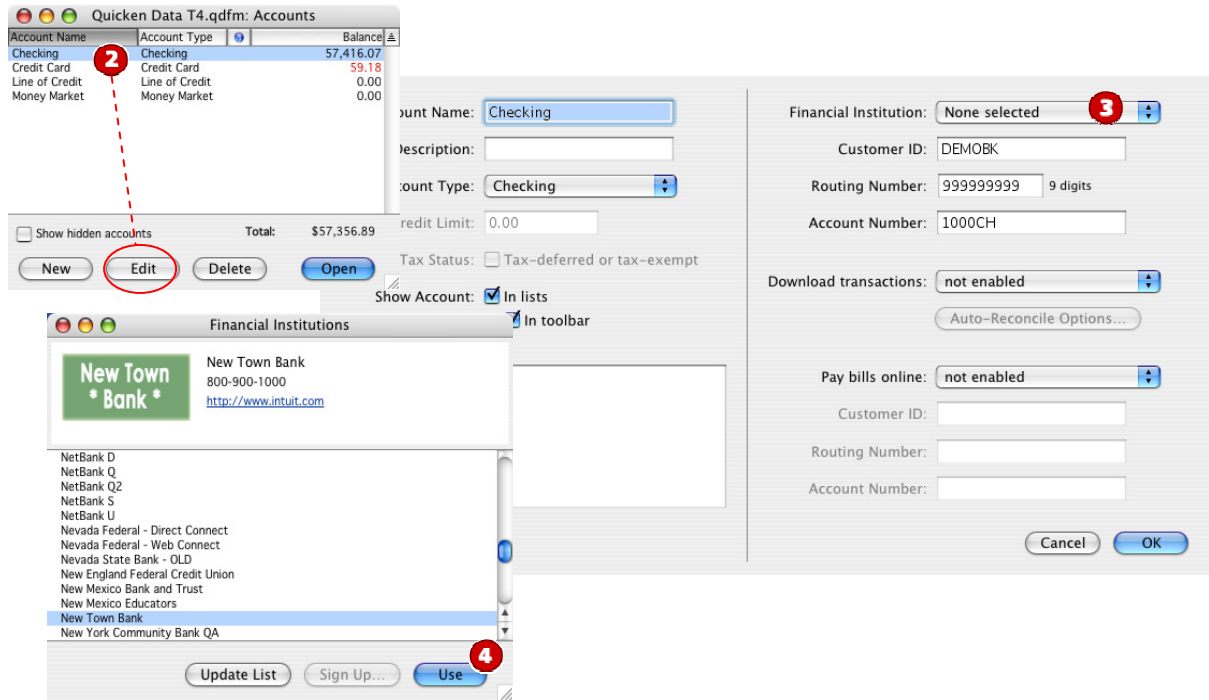 Quicken Data T4.qdfm: Accounts
Account Name Account Type Balance
Checking Checking 57,416.07
2
Credit Card Credit Card 59.18
Line of Credit Line of Credit 0.00
Money Market Money Market 0.00
Show hidden accounts Total: $57,356.89
New Edit Delete Open
ount Name: Checking
Description:
count Type: Checking
redit Limit: 0.00
Tax Status: Tax-deferred or tax-exempt
Show Account: In lists
In toolbar
Financial Institution: None selected 3
Customer ID: DEMOBK
Routing Number: 999999999 9 digits
Account Number: 1000CH
Download transactions: not enabled
Auto-Reconcile Options...
Pay bills online: not enabled
Customer ID:
Routing Number:
Account Number:
Cancel OK
Financial Institutions
New Town
* Bank *
New Town Bank
800-900-1000
http://www.intuit.com
NetBank D
NetBank Q
NetBank Q2
NetBank S
NetBank U
Nevada Federal - Direct Connect
Nevada Federal - Web Connect
Nevada State Bank - OLD
New England Federal Credit Union
New Mexico Bank and Trust
New Mexico Educators
New Town Bank
New York Community Bank QA
4
Update List Sign Up... Use